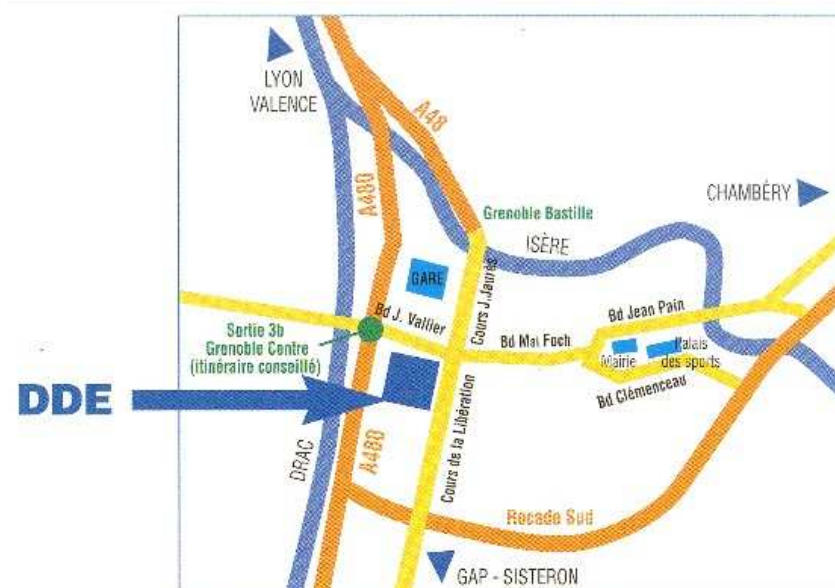 LYON
VALENCE
A48
A480
CHAMBÉRY
Grenoble Bastille
ISÈRE
GARE
Cours J.Jaurès
Bd J. Vallier
Bd Jean Pain
Bd Mal Foch
Sortie 3b
Grenoble Centre
(itinéraire conseillé)
Mairie
Palais
des sports
Bd Clémenceau
DDE
Cours de la Libération
DRAC
A480
Rocade Sud
GAP - SISTERON